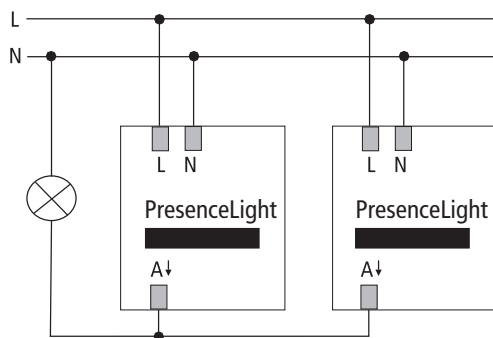 L
N
L N
L N
PresenceLight
PresenceLight
A↓
A↓